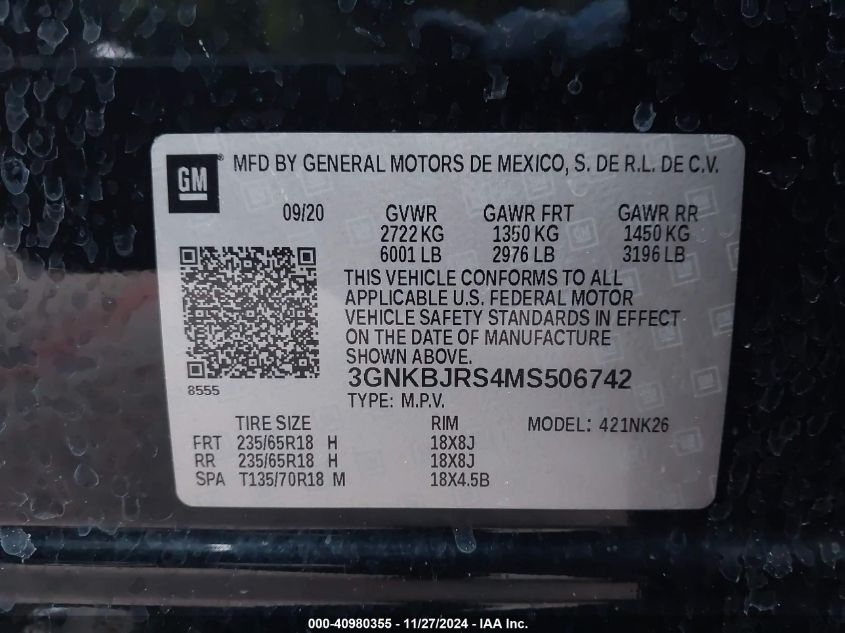 GM ® MFD BY GENERAL MOTORS DE MEXICO, S. DE R.L. DE C.V.
09/20 GVWR GAWR FRT GAWR RR
2722 KG 1350 KG 1450 KG
6001 LB 2976 LB 3196 LB
THIS VEHICLE CONFORMS TO ALL
APPLICABLE U.S. FEDERAL MOTOR
VEHICLE SAFETY STANDARDS IN EFFECT
ON THE DATE OF MANUFACTURE
SHOWN ABOVE.
8555 3GNKBJRS4MS506742
TYPE: M.P.V.
TIRE SIZE RIM MODEL: 421NK26
FRT 235/65R18 H 18X8J
RR 235/65R18 H 18X8J
SPA T135/70R18 M 18X4.5B
000-40980355 - 11/27/2024 - IAA Inc.